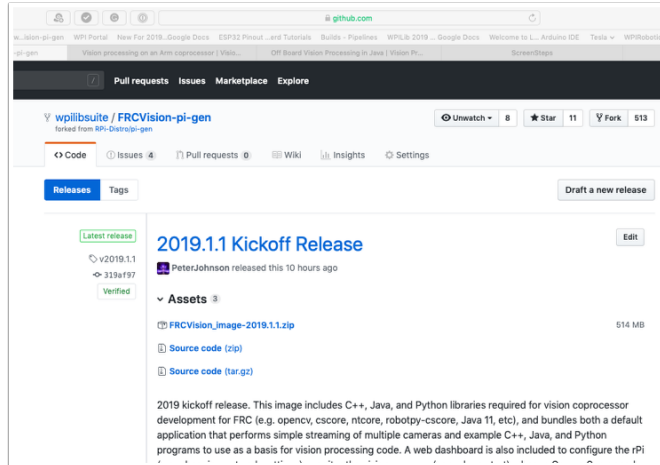 github.com
w...ision-pi-gen WPI Portal New For 2019...Google Docs ESP32 Pinout ...erd Tutorials Builds - Pipelines WPILib 2019 ... Google Docs Welcome to L... Arduino IDE Tesla WPIRobotic
-pi-gen Vision processing on an Arm coprocessor | Visio... Off Board Vision Processing in Java | Vision Pr... ScreenSteps
/ Pull requests Issues Marketplace Explore
wpilibsuite / FRCVision-pi-gen Unwatch 8 Star 11 Fork 513
forked from RPi-Distro/pi-gen
Code Issues 4 Pull requests 0 Wiki Insights Settings
Releases Tags Draft a new release
Latest release
2019.1.1 Kickoff Release Edit
v2019.1.1
319af97
PeterJohnson released this 10 hours ago
Verified
Assets 3
FRCVision_image-2019.1.1.zip 514 MB
Source code (zip)
Source code (tar.gz)
2019 kickoff release. This image includes C++, Java, and Python libraries required for vision coprocessor
development for FRC (e.g. opencv, cscore, ntcore, robotpy-cscore, Java 11, etc), and bundles both a default
application that performs simple streaming of multiple cameras and example C++, Java, and Python
programs to use as a basis for vision processing code. A web dashboard is also included to configure the rPi